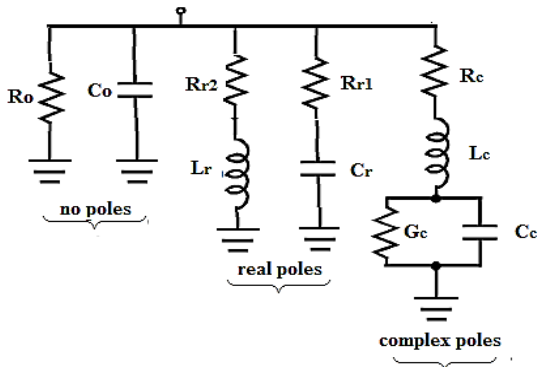 Ro
Co
Rr2
Rr1
Rc
Lr
Cr
Lc
Gc
Cc
no poles
real poles
complex poles